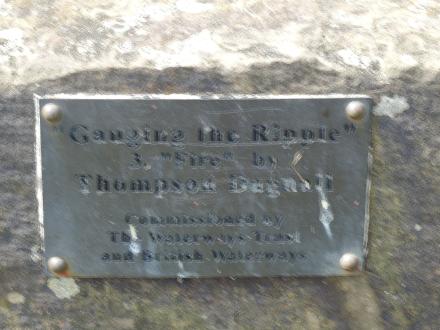 "Gauging the Ripple"
3. "Fire" by
Thompson Dagnall
Commissioned by
The Waterways Trust
and British Waterways